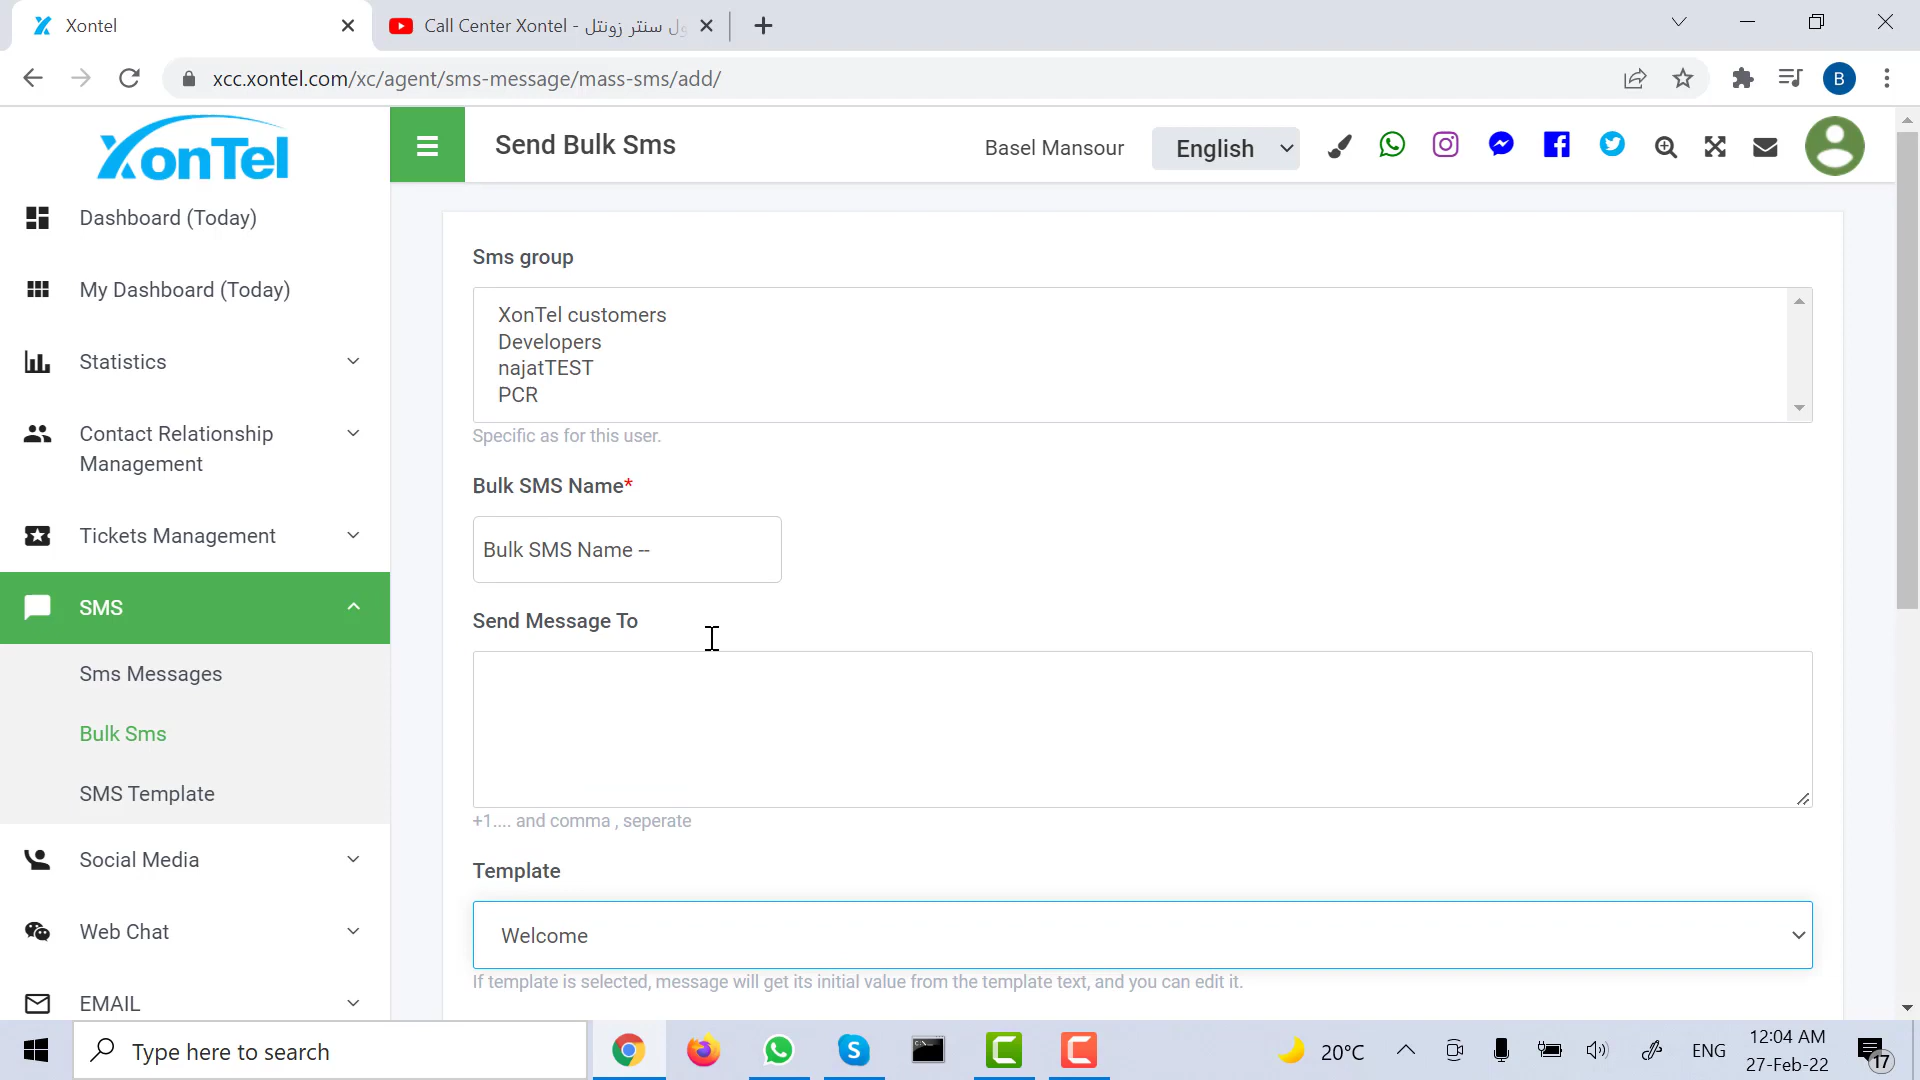 Xontel
Call Center Xontel - ول سنتر زونتل
xcc.xontel.com/xc/agent/sms-message/mass-sms/add/
B
XonTel
Send Bulk Sms
Basel Mansour
English
Dashboard (Today)
My Dashboard (Today)
Statistics
Contact Relationship
Management
Tickets Management
SMS
Sms Messages
Bulk Sms
SMS Template
Social Media
Web Chat
EMAIL
Sms group
XonTel customers
Developers
najatTEST
PCR
Specific as for this user.
Bulk SMS Name*
Bulk SMS Name --
Send Message To
+1.... and comma , seperate
Template
Welcome
If template is selected, message will get its initial value from the template text, and you can edit it.
Type here to search
20°C
ENG
12:04 AM
27-Feb-22
17